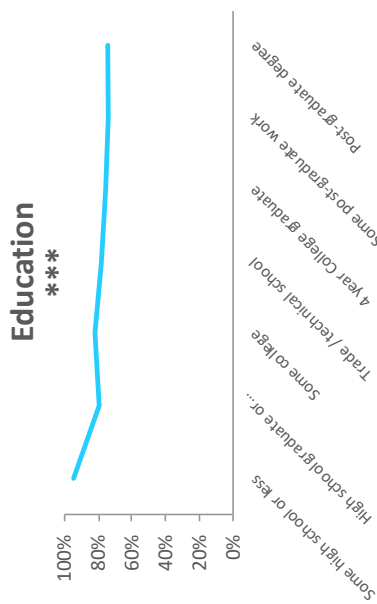 Education
***
100%
80%
60%
40%
20%
0%
Some high school or less
High school graduate or...
Some college
Trade / technical school
4 year College graduate
Some post-graduate work
Post-graduate degree